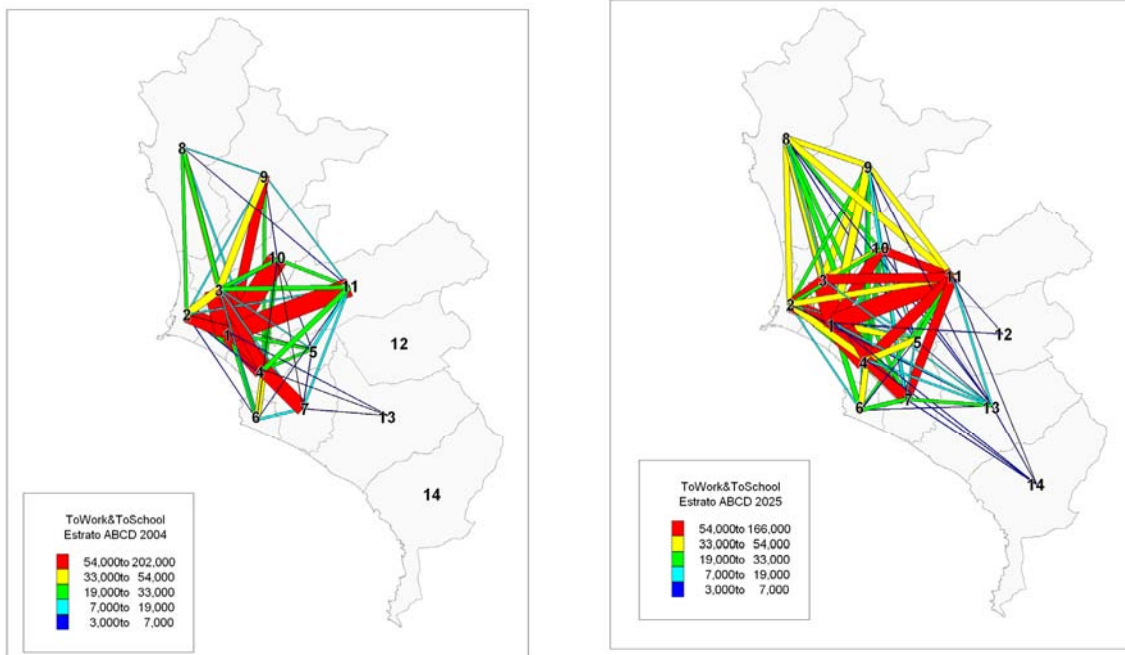 8
9
10
3
11
2
1
12
5
4
7
6
13
14
ToWork&ToSchool
Estrato ABCD 2004
54,000to 202,000
33,000to 54,000
19,000to 33,000
7,000to 19,000
3,000to 7,000
8
9
10
3
11
2
1
12
5
4
7
6
13
14
ToWork&ToSchool
Estrato ABCD 2025
54,000to 166,000
33,000to 54,000
19,000to 33,000
7,000to 19,000
3,000to 7,000